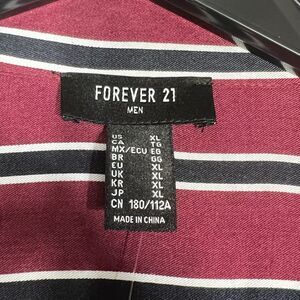 FOREVER 21
MEN
US XL
CA TG
MX/ECU EG
BR GG
EU XL
UK XL
KR XL
JP XL
CN 180/112A
MADE IN CHINA